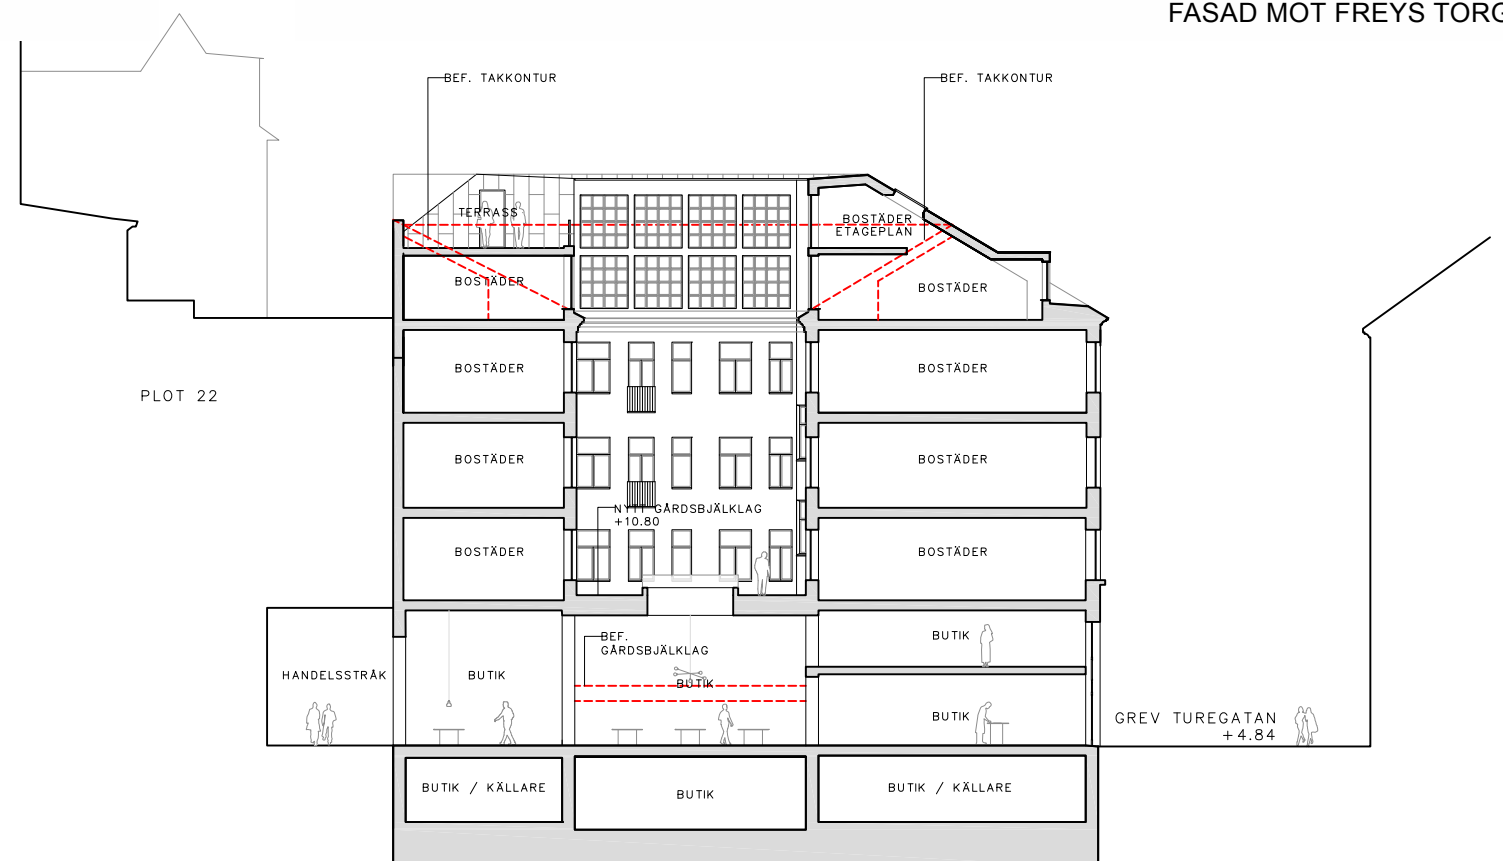 FASAD MOT FREYS TORG
BEF. TAKKONTUR
BEF. TAKKONTUR
TERRASS
BOSTÄDER
ETAGEPLAN
BOSTÄDER
BOSTÄDER
BOSTÄDER
BOSTÄDER
PLOT 22
BOSTÄDER
BOSTÄDER
NYTT GÅRDSBJÄLKLAG
+10.80
BOSTÄDER
BOSTÄDER
BEF.
GÅRDSBJÄLKLAG
BUTIK
HANDELSSTRÅK
BUTIK
BUTIK
BUTIK
GREV TUREGATAN
+4.84
BUTIK / KÄLLARE
BUTIK
BUTIK / KÄLLARE